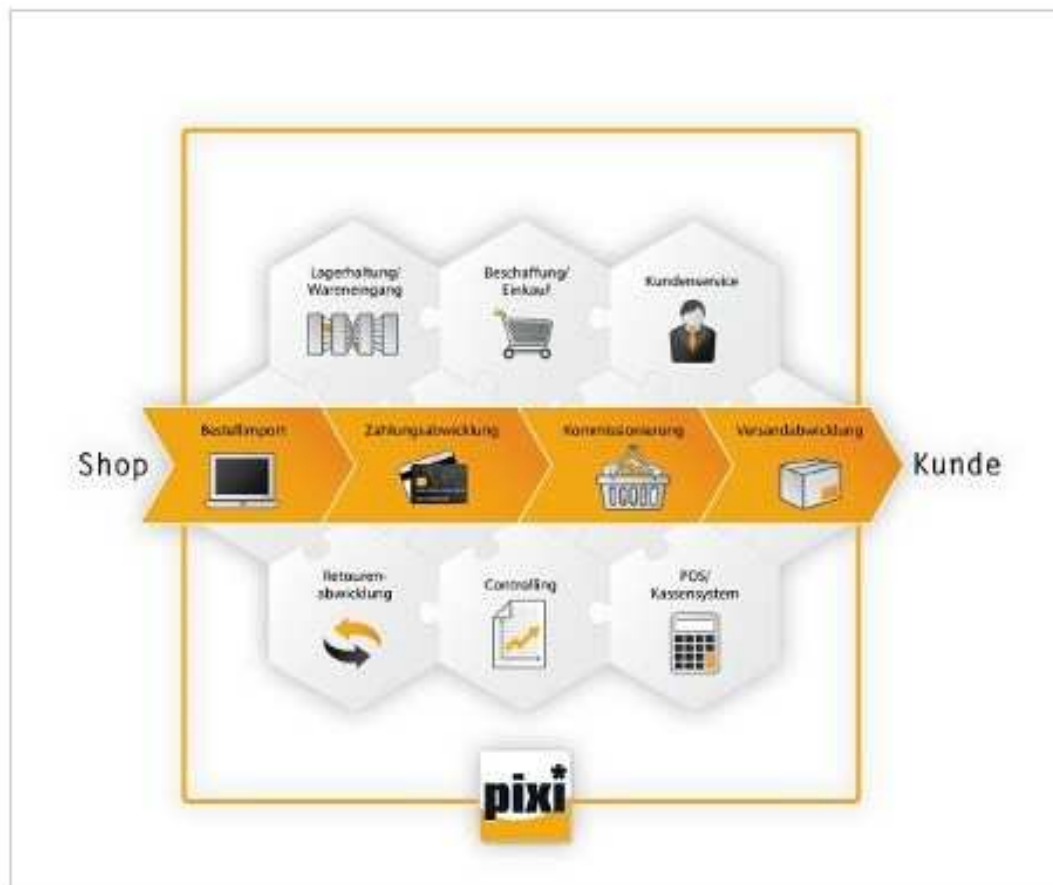 Lagerhaltung/
Wareneingang
Beschaffung/
Einkauf
Kundenservice
Shop
Bestellimport
Zahlungsabwicklung
Kommissionierung
Versandabwicklung
Kunde
Retouren-
abwicklung
Controlling
POS/
Kassensystem
pixi*